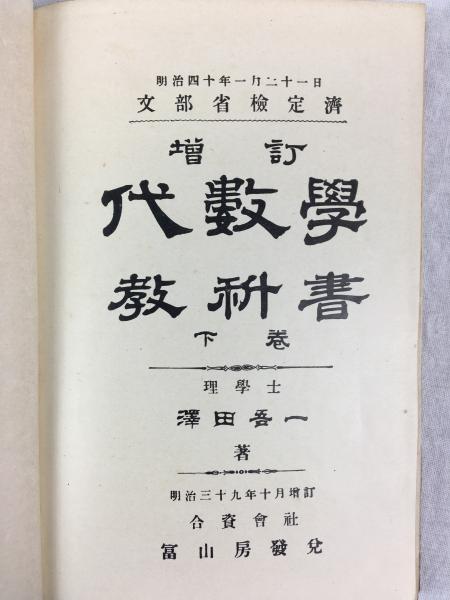 明治四十年一月二十一日
文部省檢定濟
增訂
代數學
教科書
下卷
理學士
澤田吾一
著
明治三十九年十月增訂
合資會社
冨山房發兌